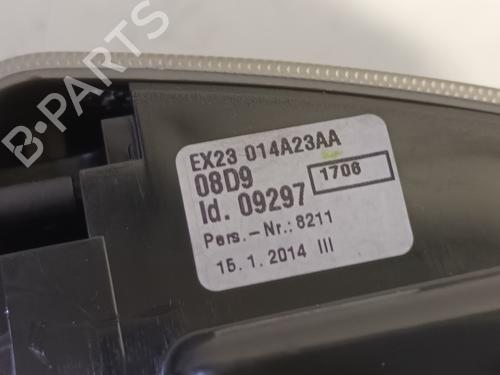 EX23 014A23AA
08D9
1706
Id. 09297
Pers.-Nr.: 8211
15.1.2014 III
B-PARTS